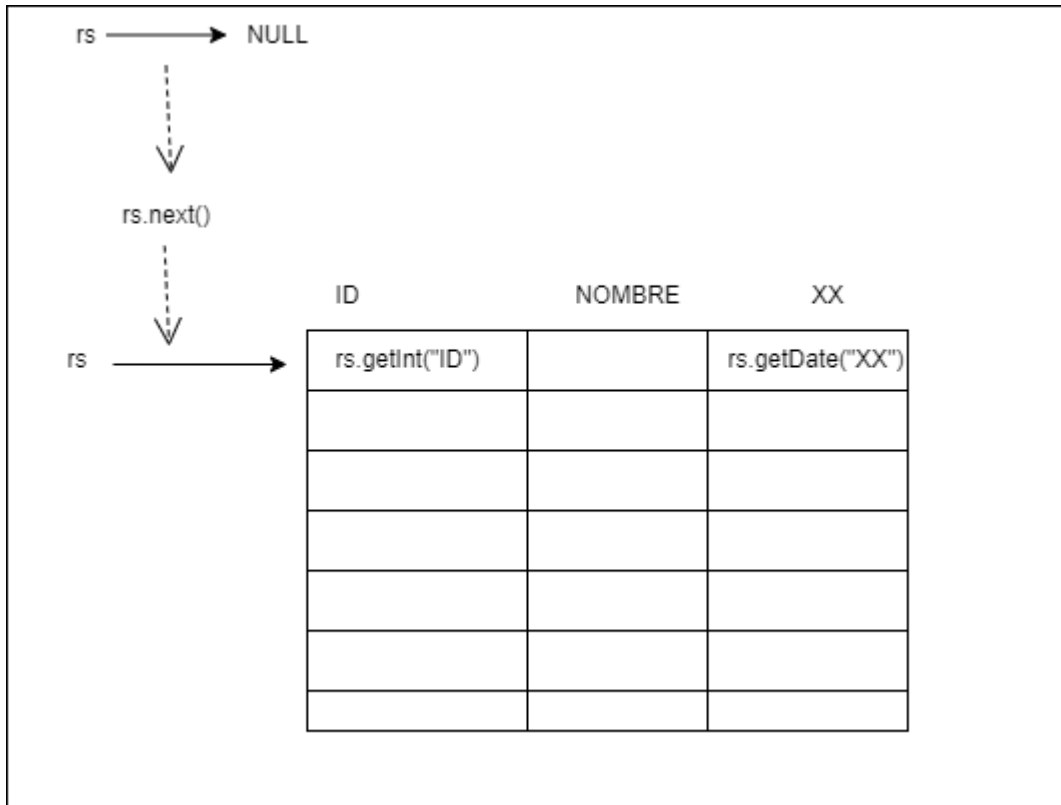 rs NULL
rs.next()
ID NOMBRE XX
rs rs.getInt("ID") rs.getDate("XX")